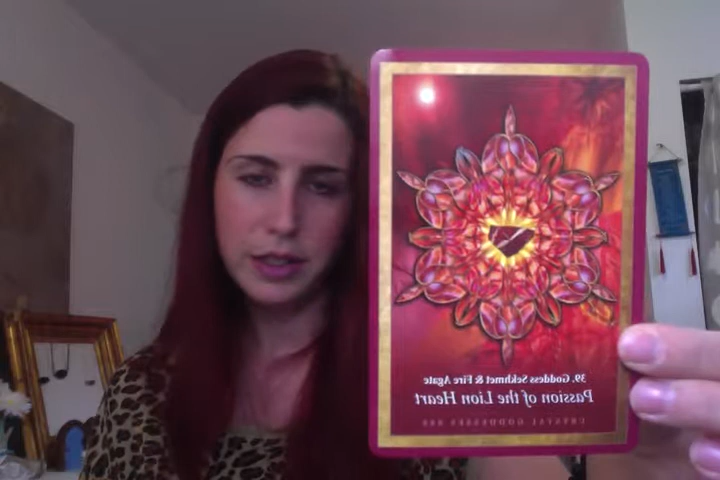 39. Goddess Sekhmet & Fire Agate
Passion of the Lion Heart
CRYSTAL GODDESSES 888